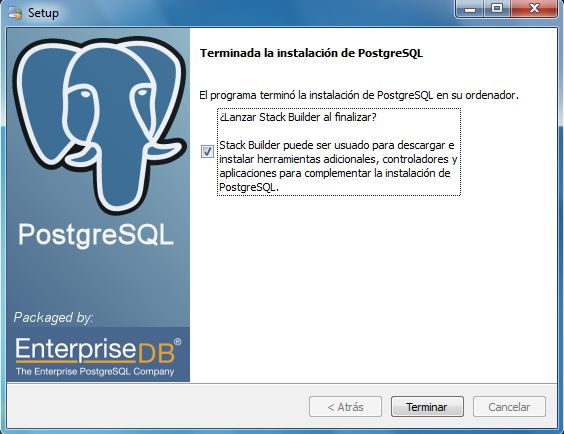 Setup
Terminada la instalación de PostgreSQL
El programa terminó la instalación de PostgreSQL en su ordenador.
¿Lanzar Stack Builder al finalizar?
Stack Builder puede ser usado para descargar e
instalar herramientas adicionales, controladores y
aplicaciones para complementar la instalación de
PostgreSQL.
PostgreSQL
Packaged by:
EnterpriseDB®
The Enterprise PostgreSQL Company
< Atrás
Terminar
Cancelar